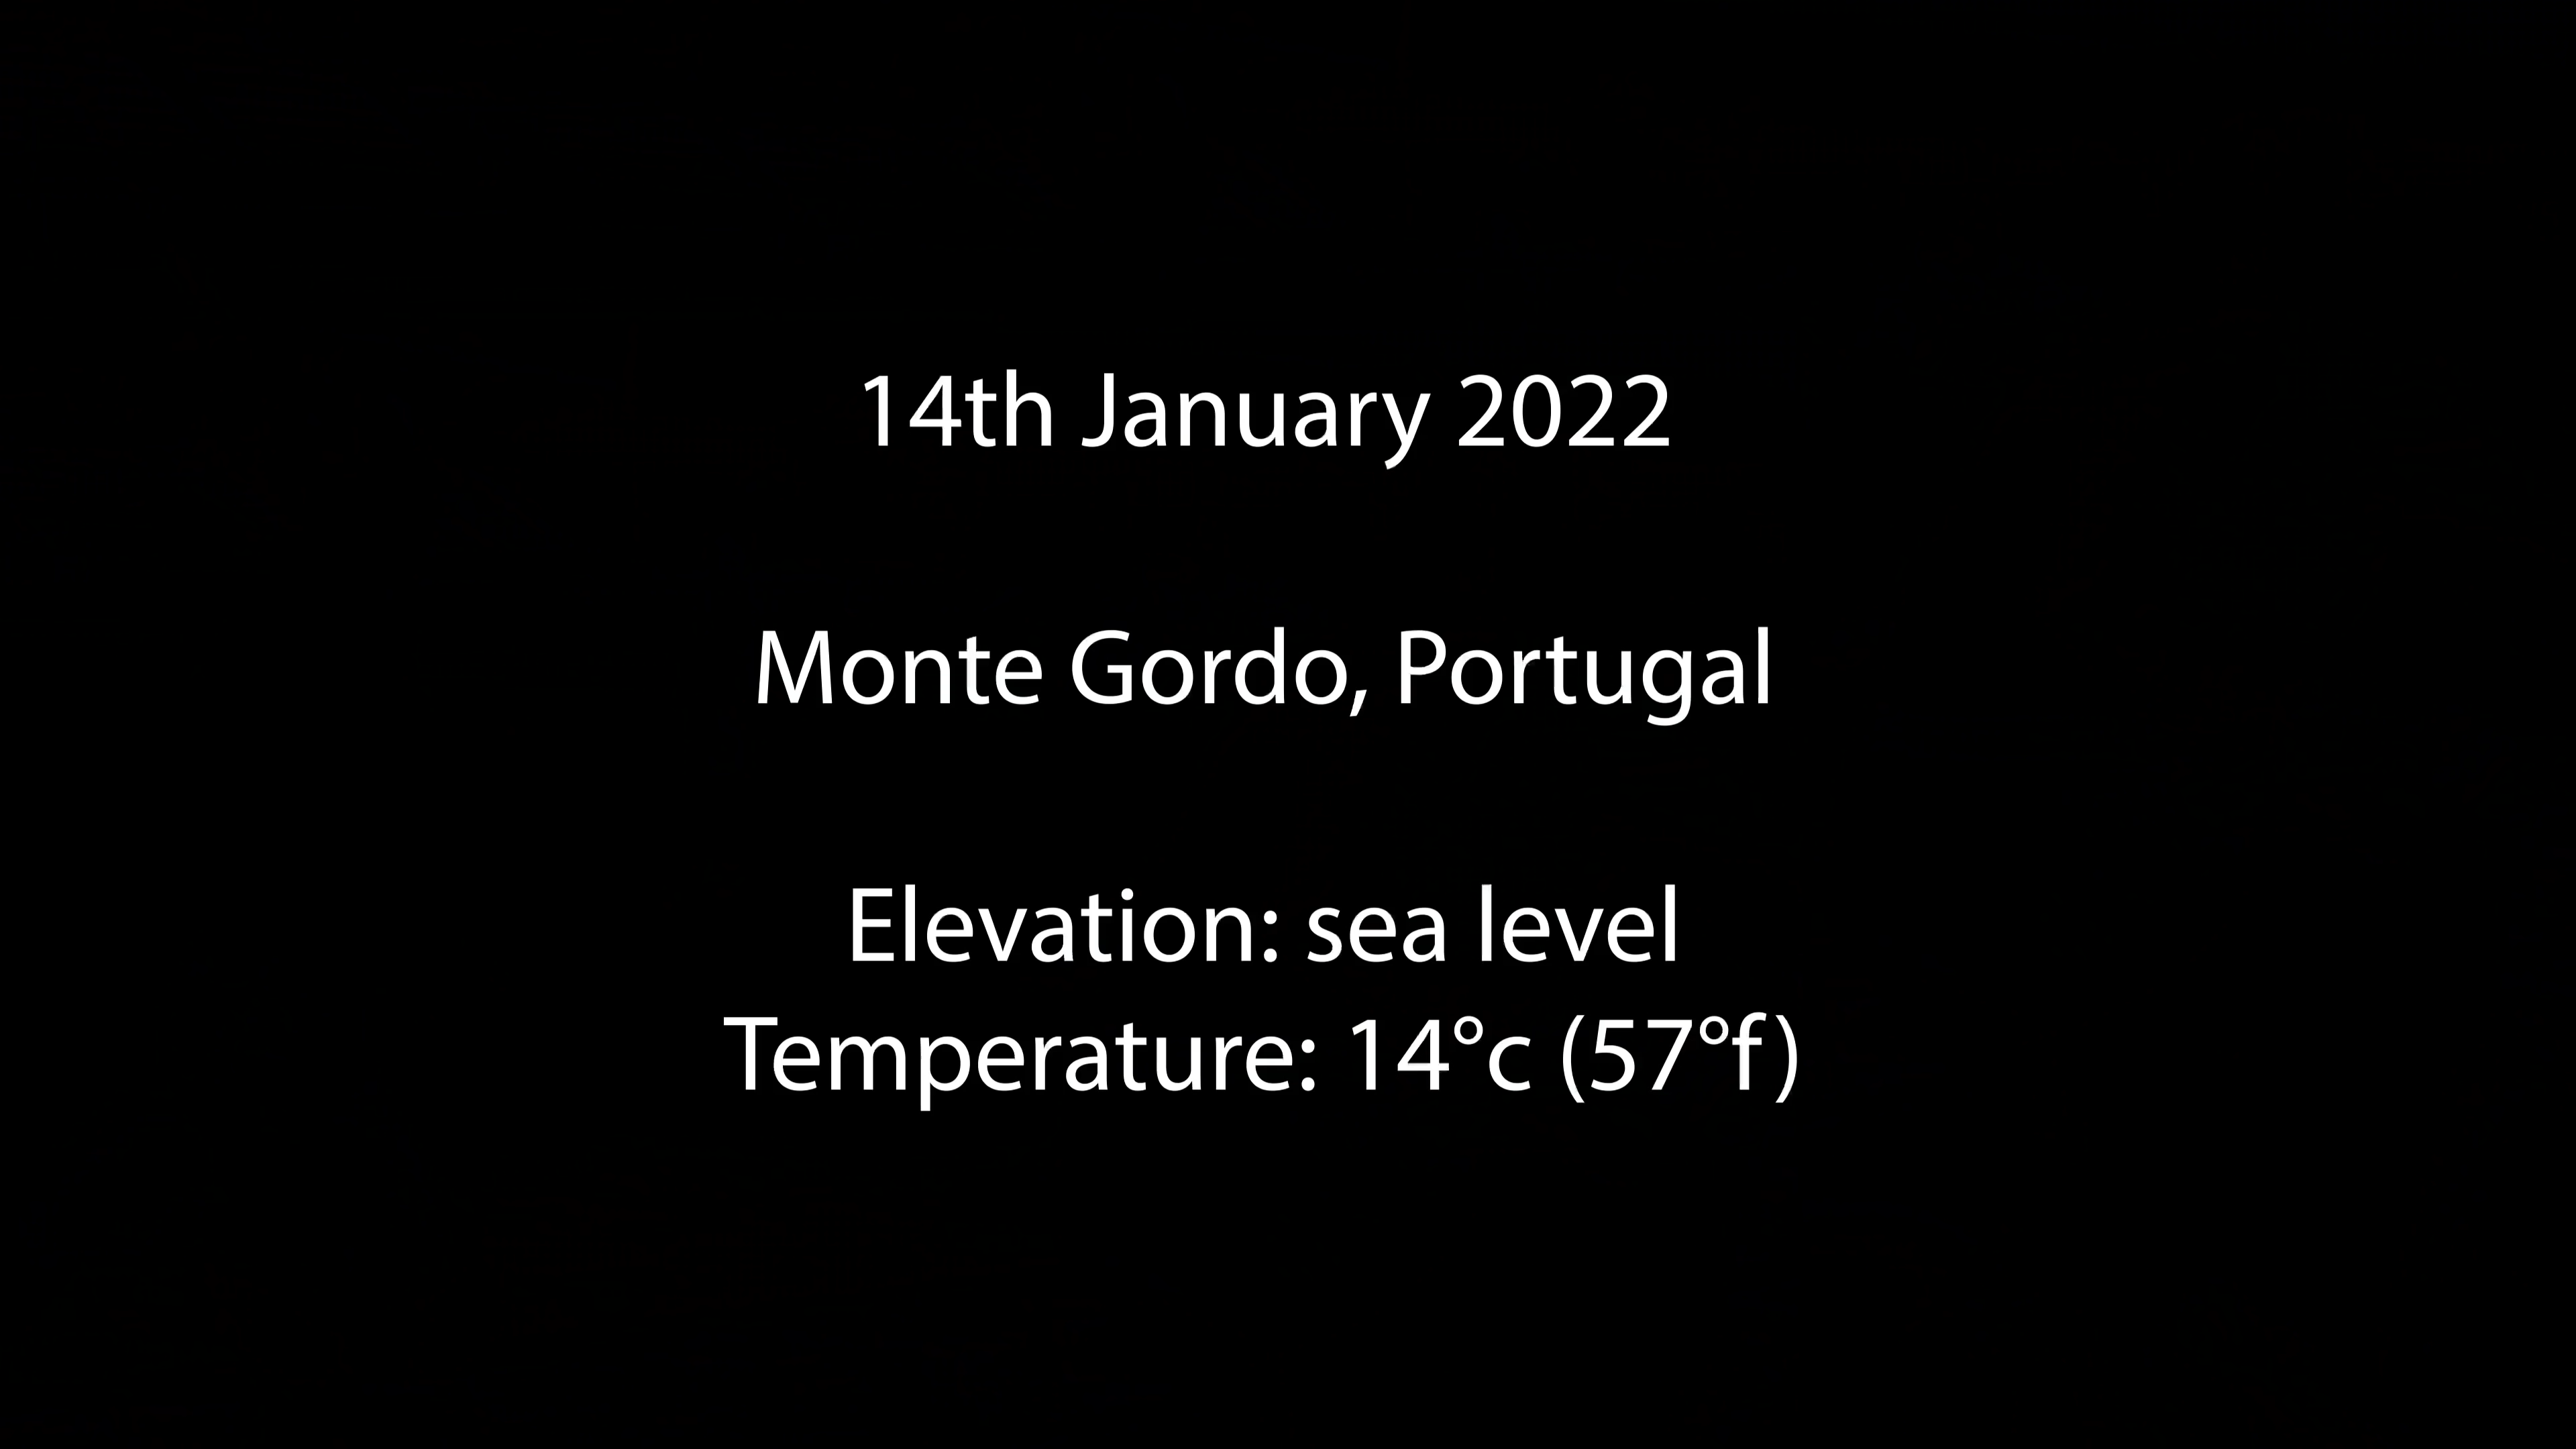 14th January 2022
Monte Gordo, Portugal
Elevation: sea level
Temperature: 14°c (57°f)